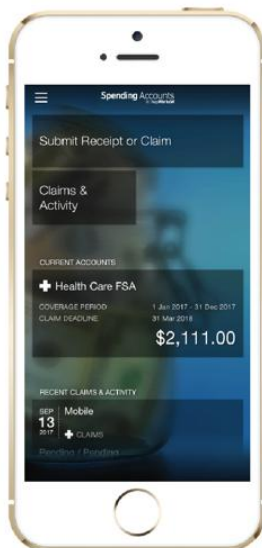 Spending Accounts
Submit Receipt or Claim
Claims &
Activity
CURRENT ACCOUNTS
Health Care FSA
COVERAGE PERIOD 1 Jan 2017 - 31 Dec 2017
CLAIM DEADLINE 31 Mar 2018
$2,111.00
RECENT CLAIMS & ACTIVITY
SEP
13
2017
Mobile
CLAIMS
Pending / Pending